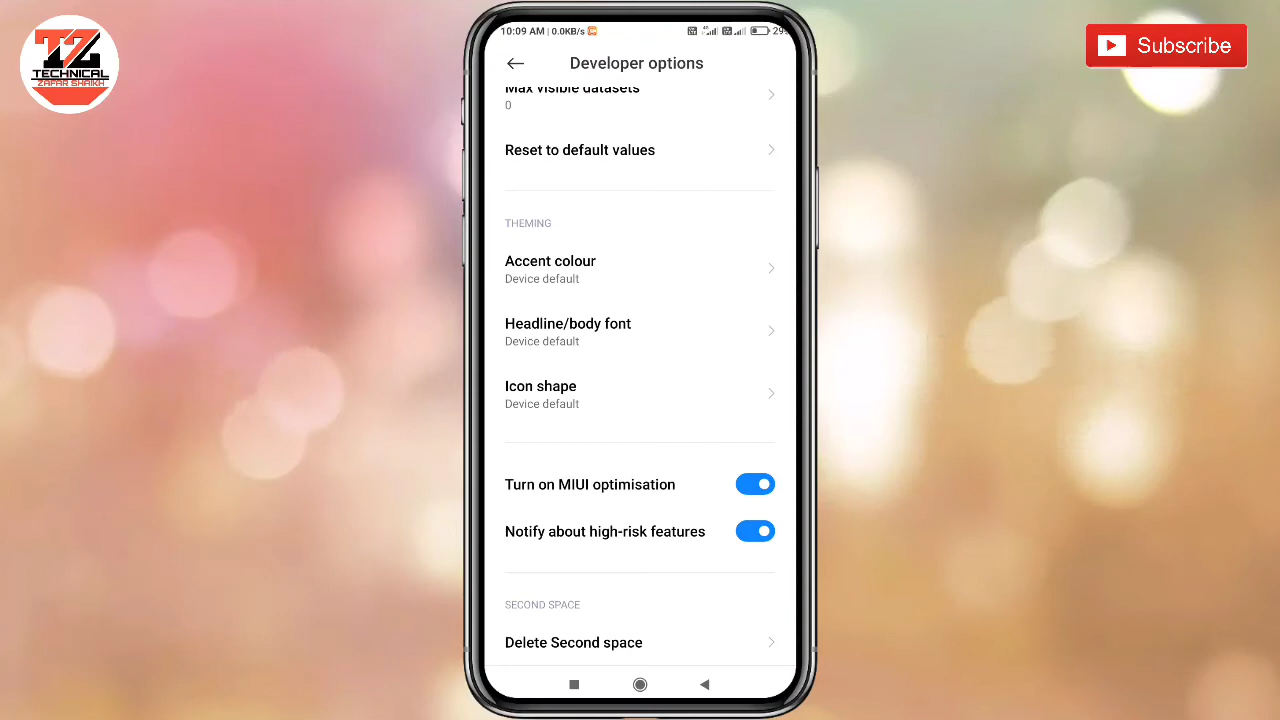 TZ
TECHNICAL
ZAFAR SHAIKH
Subscribe
10:09 AM | 0.0KB/s
29%
Developer options
Max visible datasets
0
Reset to default values
THEMING
Accent colour
Device default
Headline/body font
Device default
Icon shape
Device default
Turn on MIUI optimisation
Notify about high-risk features
SECOND SPACE
Delete Second space